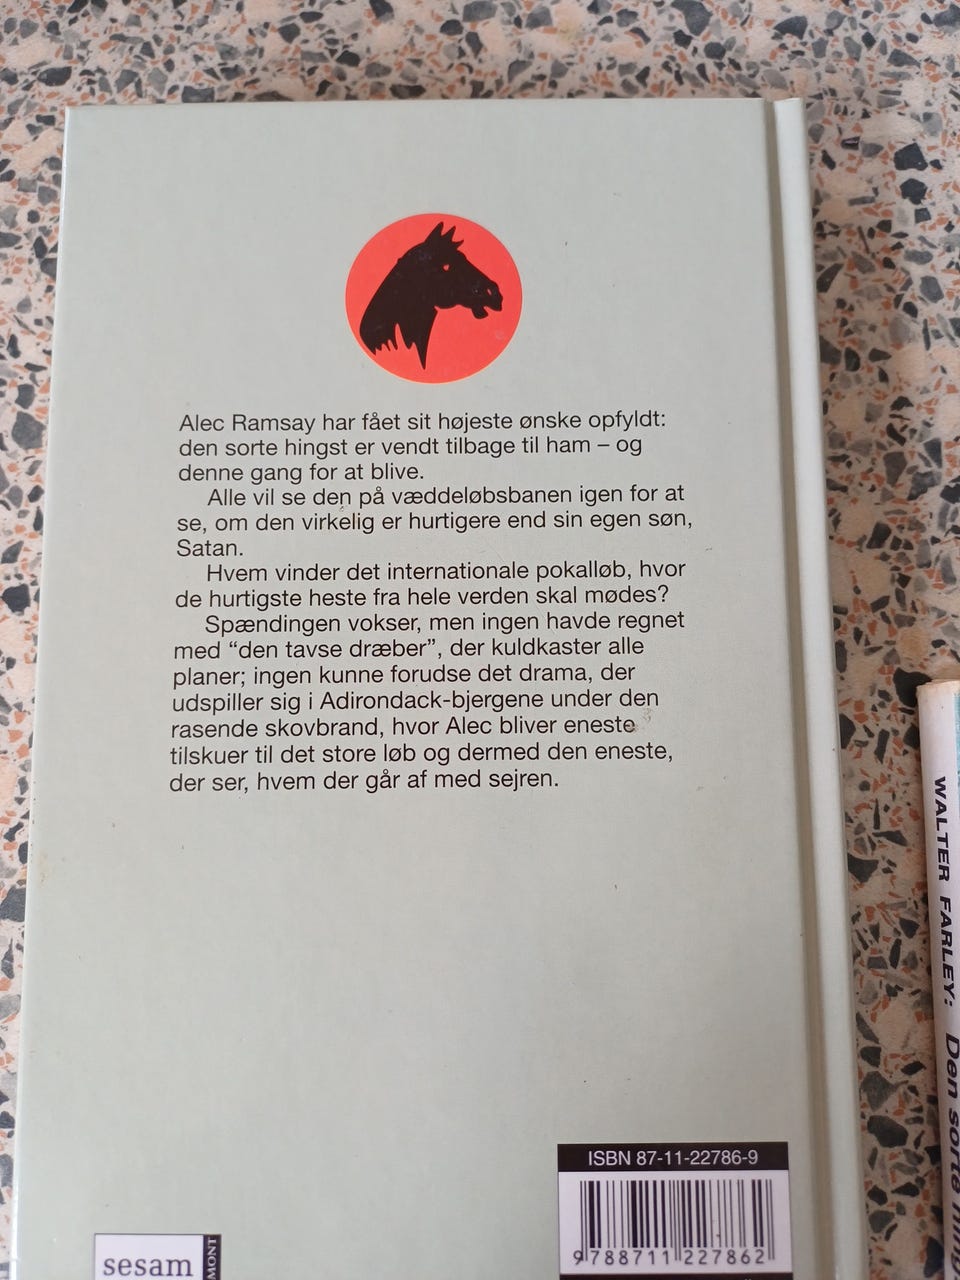 Alec Ramsay har fået sit højeste ønske opfyldt:
den sorte hingst er vendt tilbage til ham – og
denne gang for at blive.
Alle vil se den på væddeløbsbanen igen for at
se, om den virkelig er hurtigere end sin egen søn,
Satan.
Hvem vinder det internationale pokalløb, hvor
de hurtigste heste fra hele verden skal mødes?
Spændingen vokser, men ingen havde regnet
med “den tavse dræber”, der kuldkaster alle
planer; ingen kunne forudse det drama, der
udspiller sig i Adirondack-bjergene under den
rasende skovbrand, hvor Alec bliver eneste
tilskuer til det store løb og dermed den eneste,
der ser, hvem der går af med sejren.
ISBN 87-11-22786-9
9 788711 227862
sesam
MONT
WALTER FARLEY: Den sorte